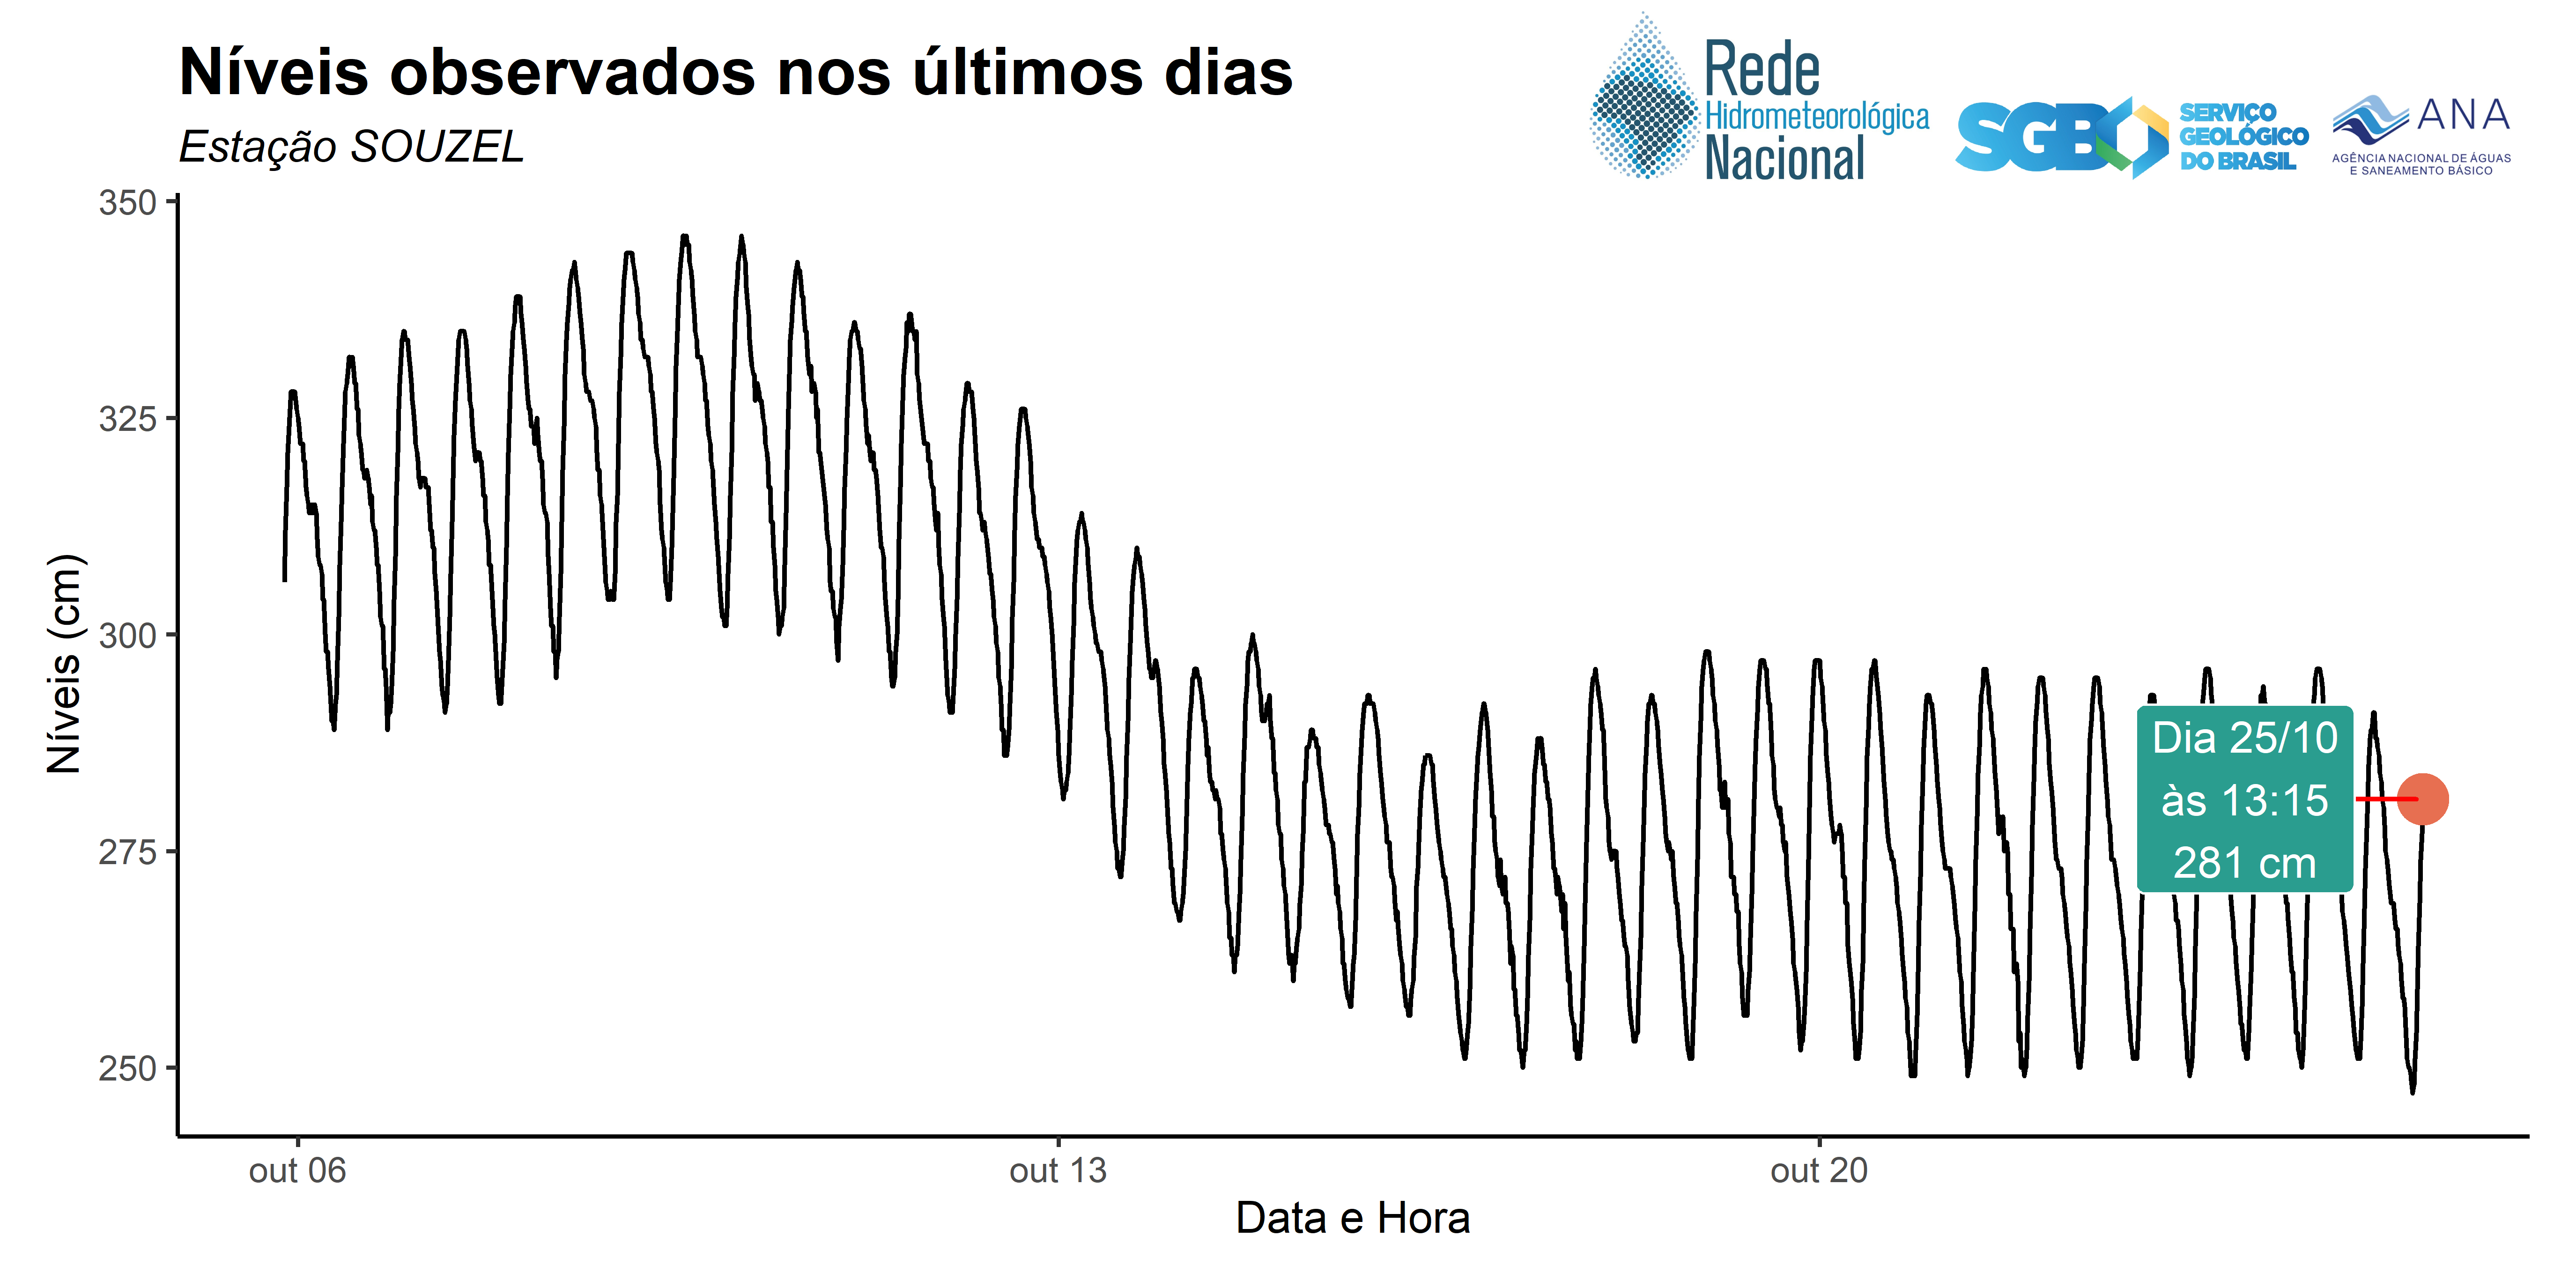 Níveis observados nos últimos dias
Estação SOUZEL
Rede
Hidrometeorológica
Nacional
SGB
SERVIÇO
GEOLÓGICO
DO BRASIL
ANA
AGÊNCIA NACIONAL DE ÁGUAS
E SANEAMENTO BÁSICO
350
325
300
275
250
Níveis (cm)
Dia 25/10
às 13:15
281 cm
out 06
out 13
out 20
Data e Hora